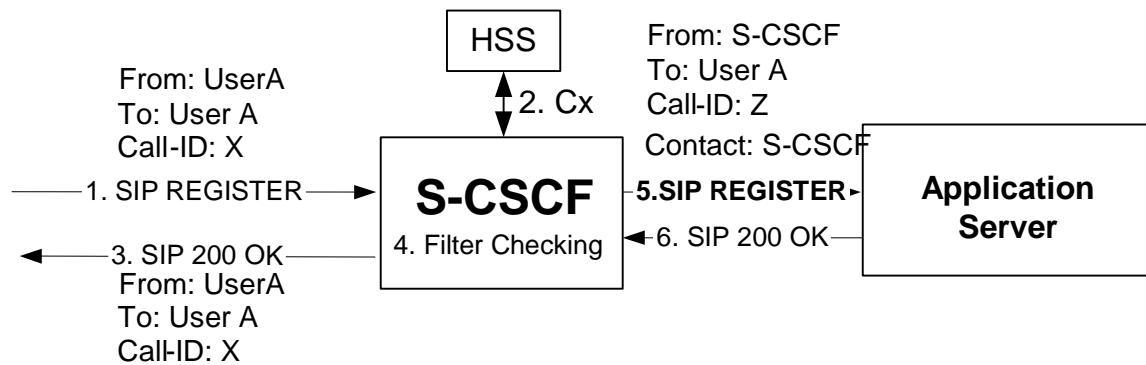 HSS
2. Cx
From: UserA
To: User A
Call-ID: X
1. SIP REGISTER
3. SIP 200 OK
From: UserA
To: User A
Call-ID: X
S-CSCF
4. Filter Checking
From: S-CSCF
To: User A
Call-ID: Z
Contact: S-CSCF
5.SIP REGISTER
6. SIP 200 OK
Application
Server